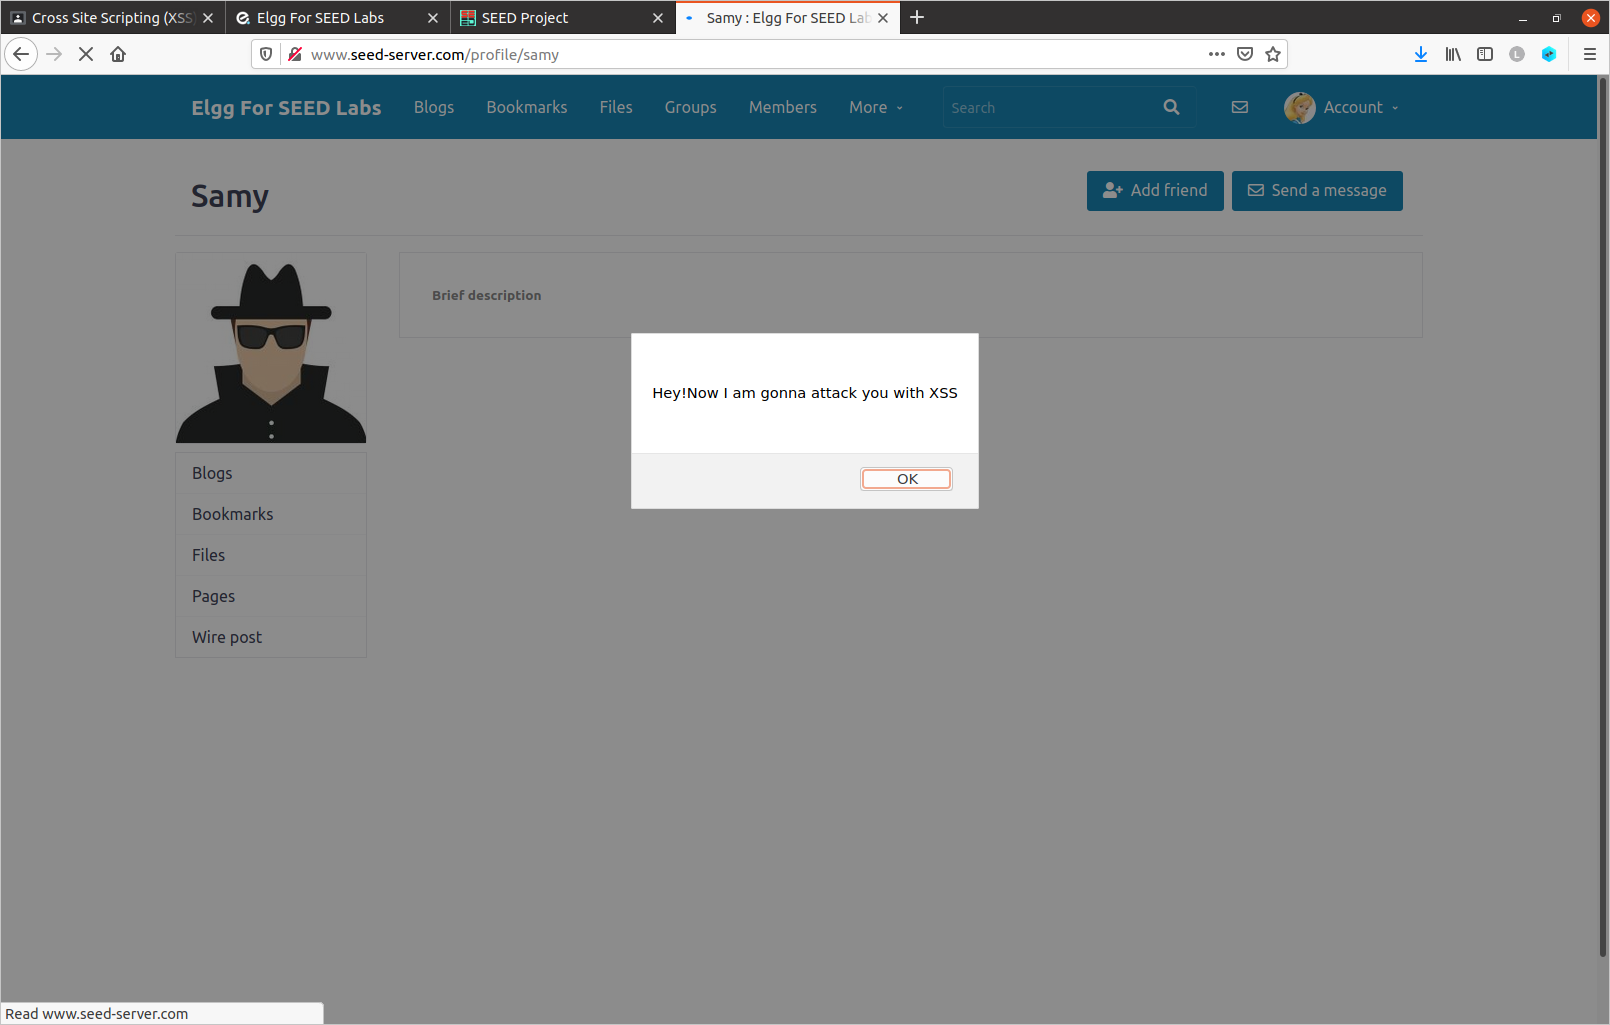 Cross Site Scripting (XSS
Elgg For SEED Labs
SEED Project
Samy : Elgg For SEED Lab
www.seed-server.com/profile/samy
L
Elgg For SEED Labs Blogs Bookmarks Files Groups Members More Search Account
Samy
Add friend
Send a message
Brief description
Hey!Now I am gonna attack you with XSS
OK
Blogs
Bookmarks
Files
Pages
Wire post
Read www.seed-server.com